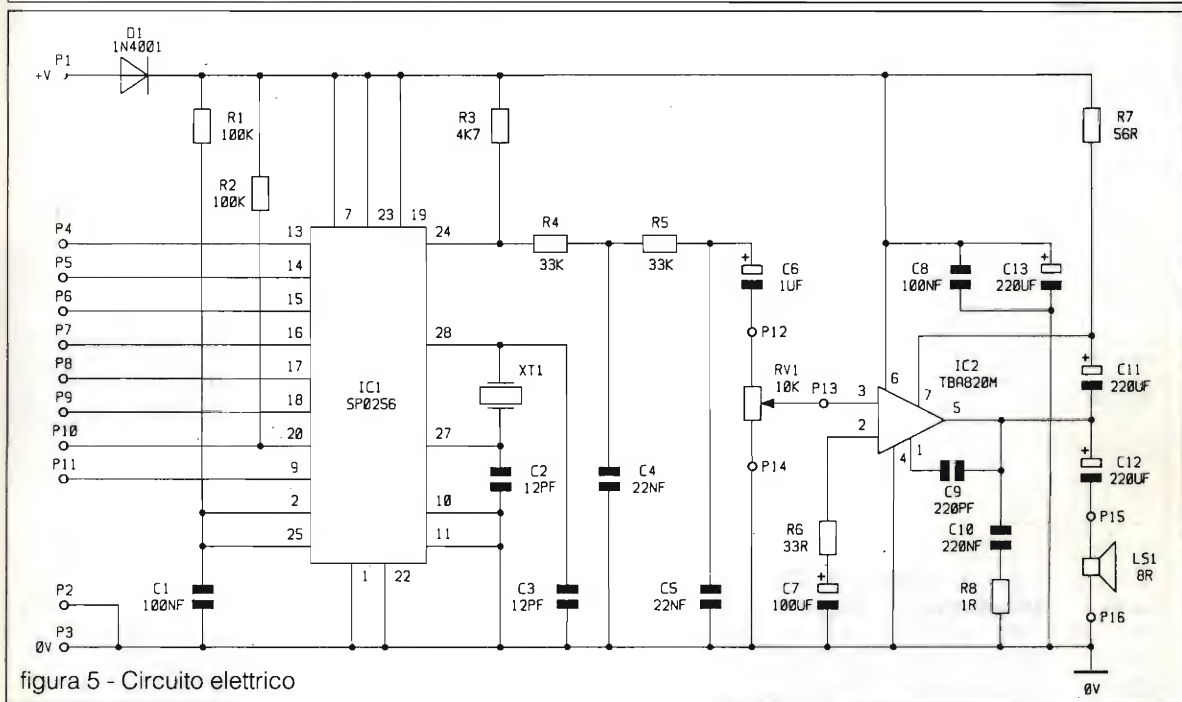 D1
1N4001
P1
+V
R1
100K
R2
100K
R3
4K7
R7
56R
P4
P5
P6
P7
P8
P9
P10
P11
P2
P3
0V
13
14
15
16
17
18
20
9
2
25
7
23
19
24
28
27
10
11
1
22
IC1
SP0256
R4
33K
R5
33K
XT1
C1
100NF
C2
12PF
C3
12PF
C4
22NF
C5
22NF
C6
1UF
P12
RV1
10K
P13
P14
3
2
6
7
5
4
1
IC2
TBA820M
C8
100NF
C13
220UF
C11
220UF
C12
220UF
C9
220PF
C10
220NF
R6
33R
C7
100UF
R8
1R
P15
LS1
8R
P16
0V
figura 5 - Circuito elettrico